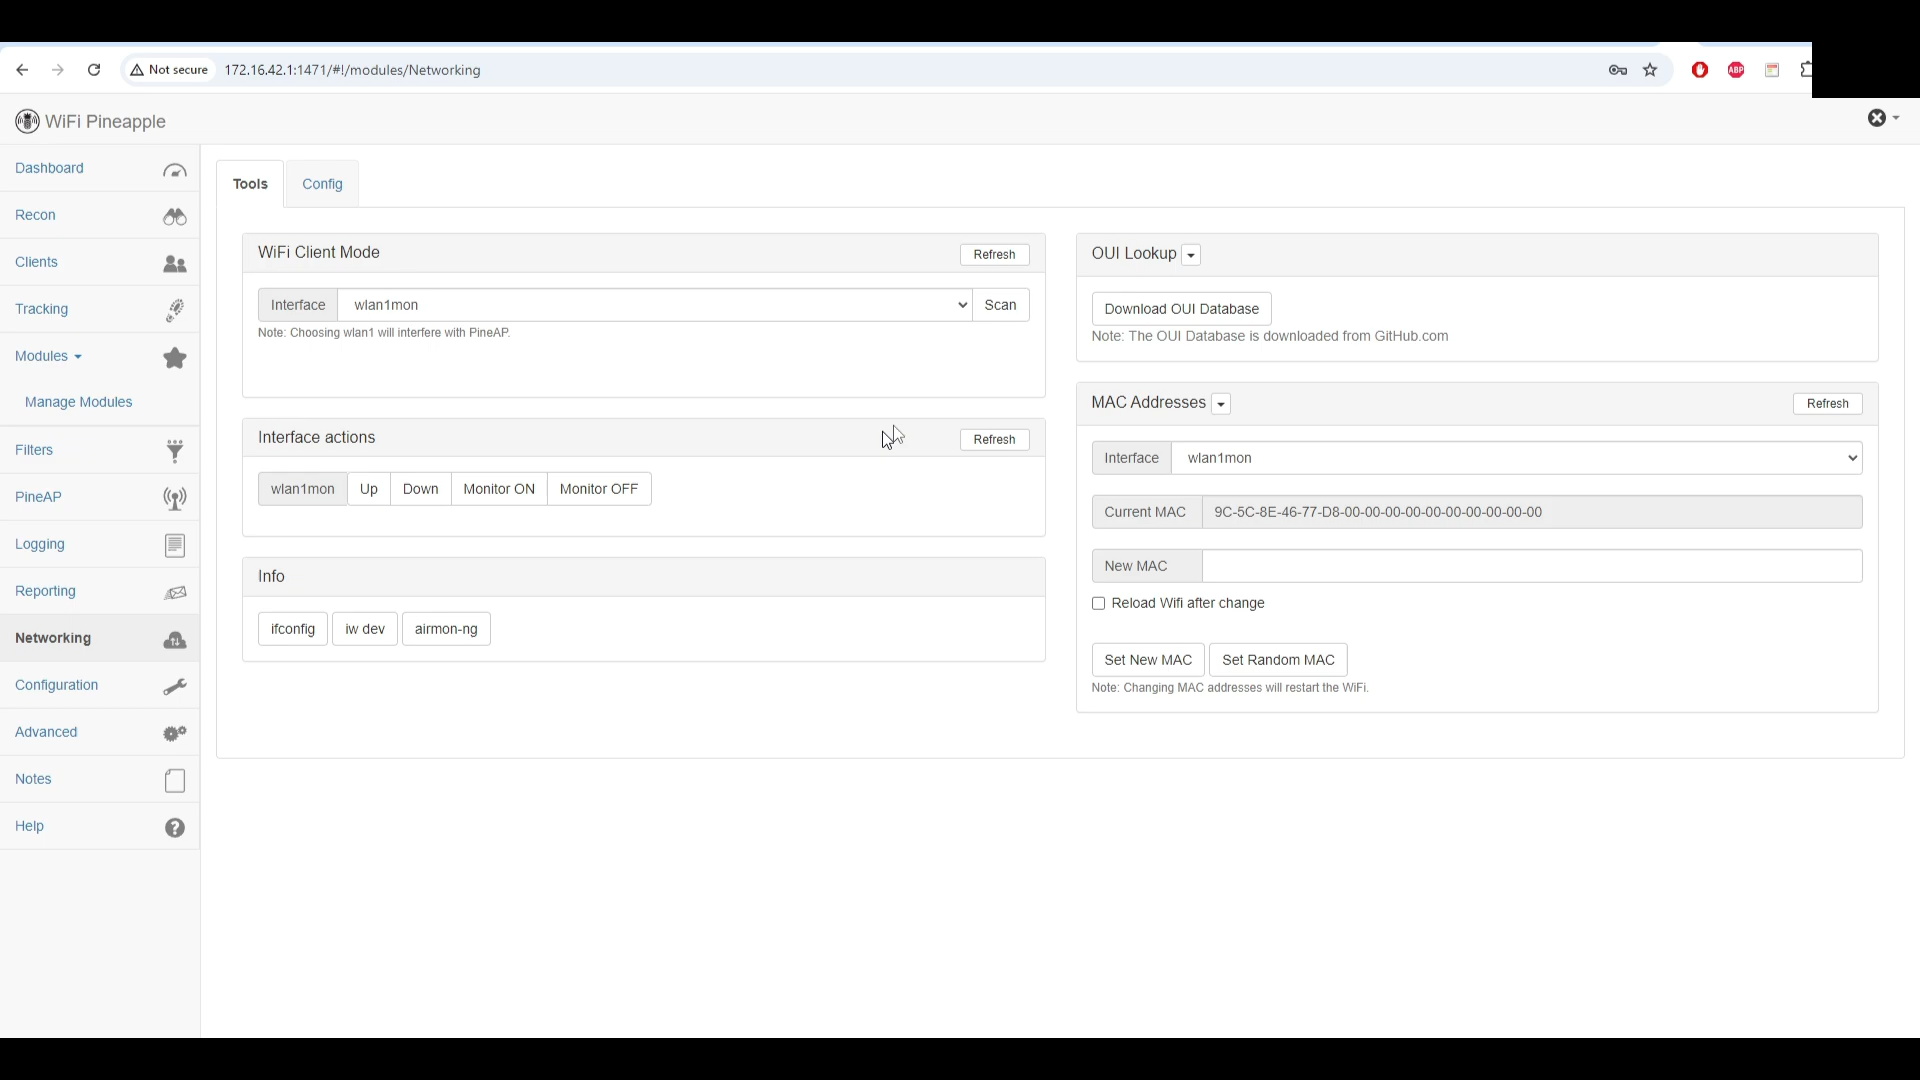 Not secure
172.16.42.1:1471/#!/modules/Networking
ABP
WiFi Pineapple
Dashboard
Recon
Clients
Tracking
Modules
Manage Modules
Filters
PineAP
Logging
Reporting
Networking
Configuration
Advanced
Notes
Help
Tools
Config
WiFi Client Mode
Refresh
Interface
wlan1mon
Scan
Note: Choosing wlan1 will interfere with PineAP.
Interface actions
Refresh
wlan1mon
Up
Down
Monitor ON
Monitor OFF
Info
ifconfig
iw dev
airmon-ng
OUI Lookup
Download OUI Database
Note: The OUI Database is downloaded from GitHub.com
MAC Addresses
Refresh
Interface
wlan1mon
Current MAC
9C-5C-8E-46-77-D8-00-00-00-00-00-00-00-00-00-00
New MAC
Reload Wifi after change
Set New MAC
Set Random MAC
Note: Changing MAC addresses will restart the WiFi.